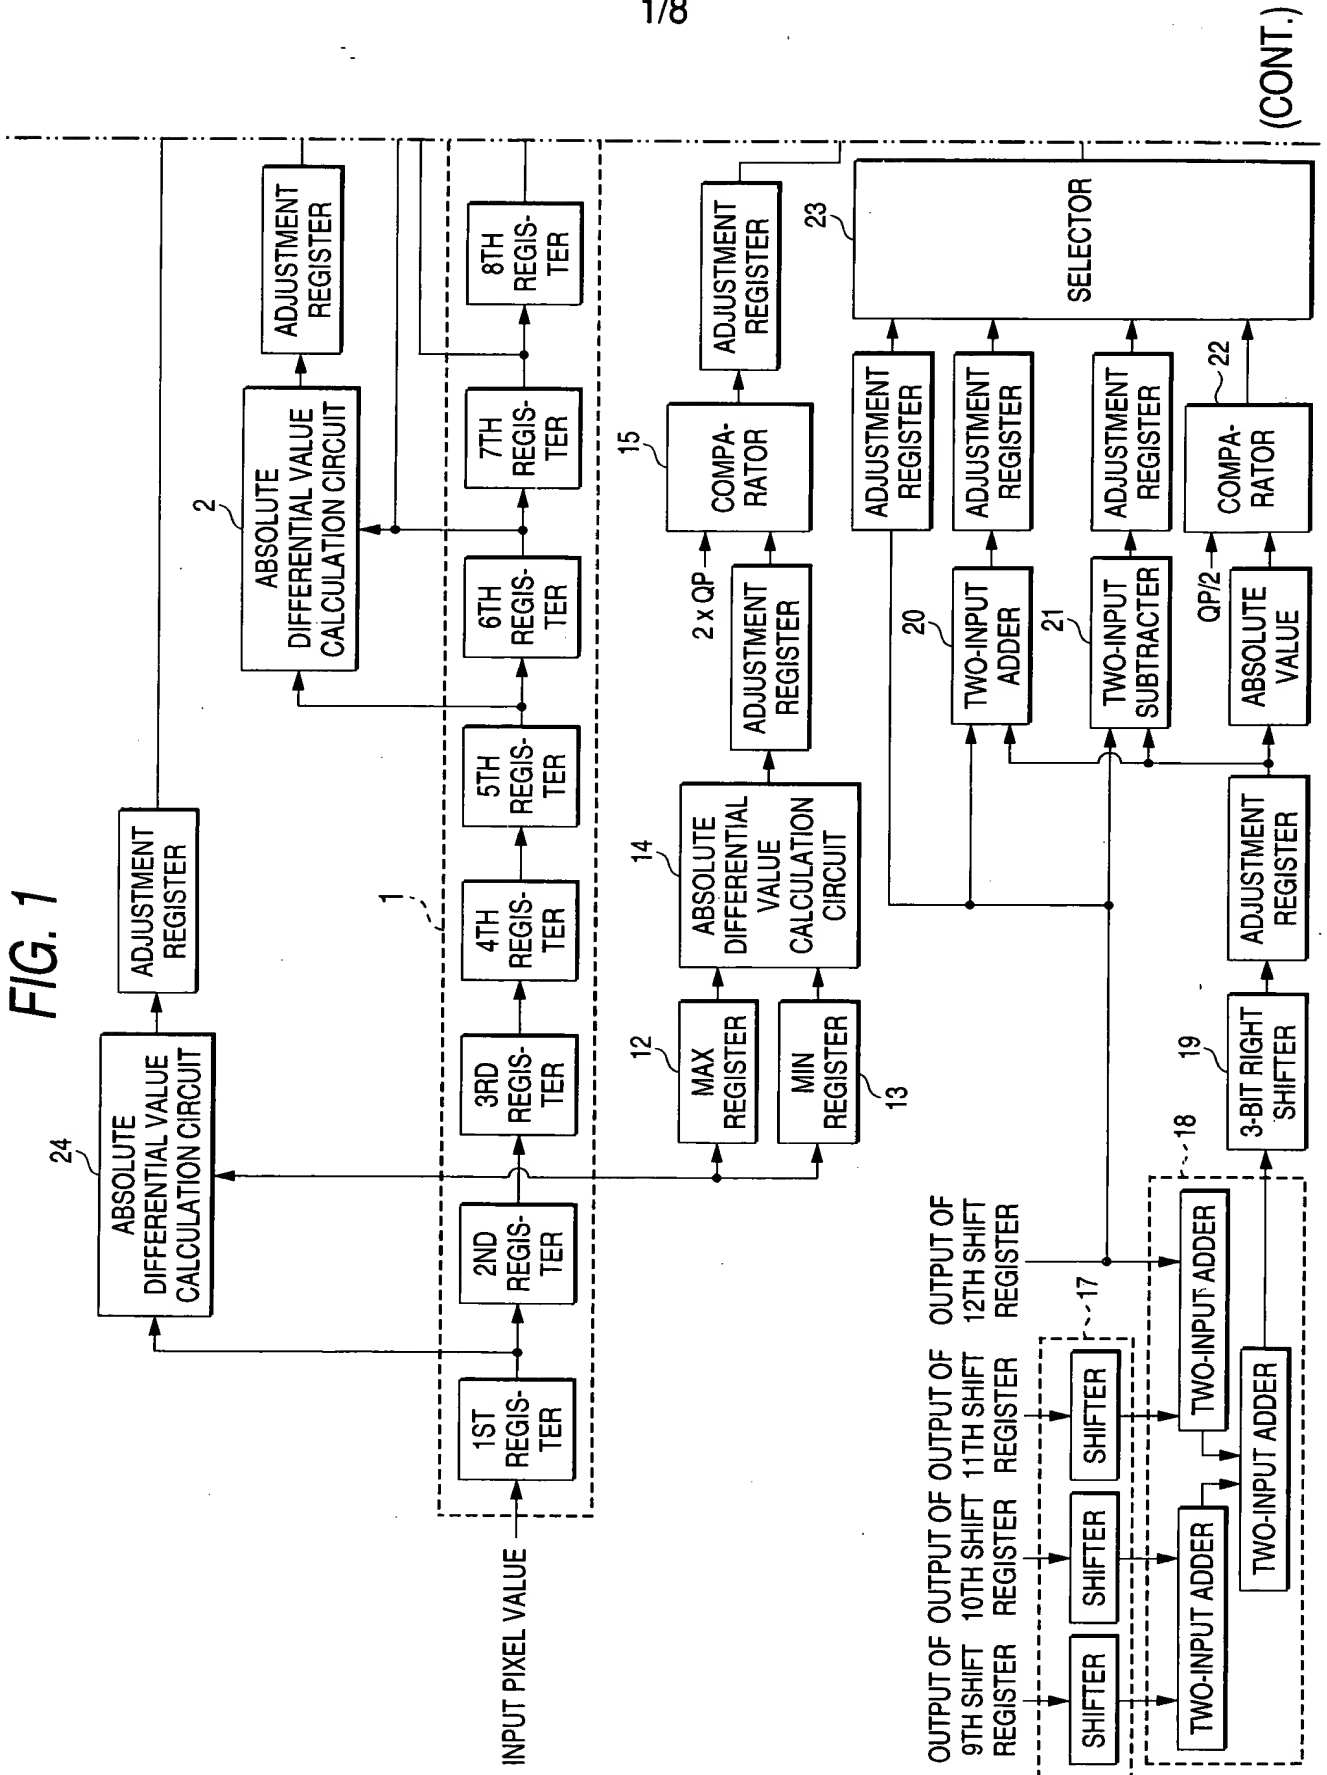 1/8
FIG. 1
(CONT.)
24
ABSOLUTE
DIFFERENTIAL VALUE
CALCULATION CIRCUIT
ADJUSTMENT
REGISTER
2
ABSOLUTE
DIFFERENTIAL VALUE
CALCULATION CIRCUIT
ADJUSTMENT
REGISTER
1
INPUT PIXEL VALUE
1ST
REGIS-
TER
2ND
REGIS-
TER
3RD
REGIS-
TER
4TH
REGIS-
TER
5TH
REGIS-
TER
6TH
REGIS-
TER
7TH
REGIS-
TER
8TH
REGIS-
TER
12
MAX
REGISTER
MIN
REGISTER
13
14
ABSOLUTE
DIFFERENTIAL
VALUE
CALCULATION
CIRCUIT
ADJUSTMENT
REGISTER
2 x QP
15
COMPA-
RATOR
ADJUSTMENT
REGISTER
OUTPUT OF
9TH SHIFT
REGISTER
OUTPUT OF
10TH SHIFT
REGISTER
OUTPUT OF
11TH SHIFT
REGISTER
OUTPUT OF
12TH SHIFT
REGISTER
17
SHIFTER
SHIFTER
SHIFTER
18
TWO-INPUT ADDER
TWO-INPUT ADDER
TWO-INPUT ADDER
19
3-BIT RIGHT
SHIFTER
ADJUSTMENT
REGISTER
20
TWO-INPUT
ADDER
21
TWO-INPUT
SUBTRACTER
ABSOLUTE
VALUE
ADJUSTMENT
REGISTER
ADJUSTMENT
REGISTER
ADJUSTMENT
REGISTER
QP/2
22
COMPA-
RATOR
23
SELECTOR